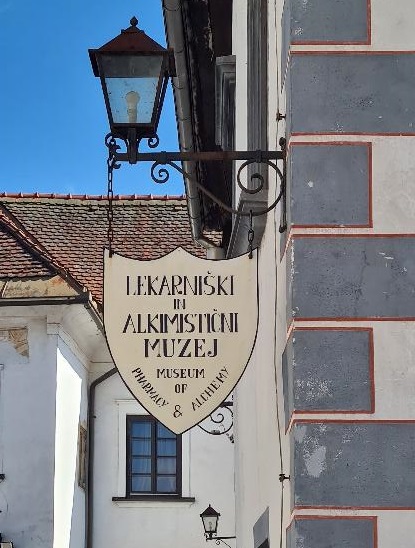 LEKARNIŠKI
IN
ALKIMISTIČNI
MUZEJ
MUSEUM
OF
PHARMACY & ALCHEMY